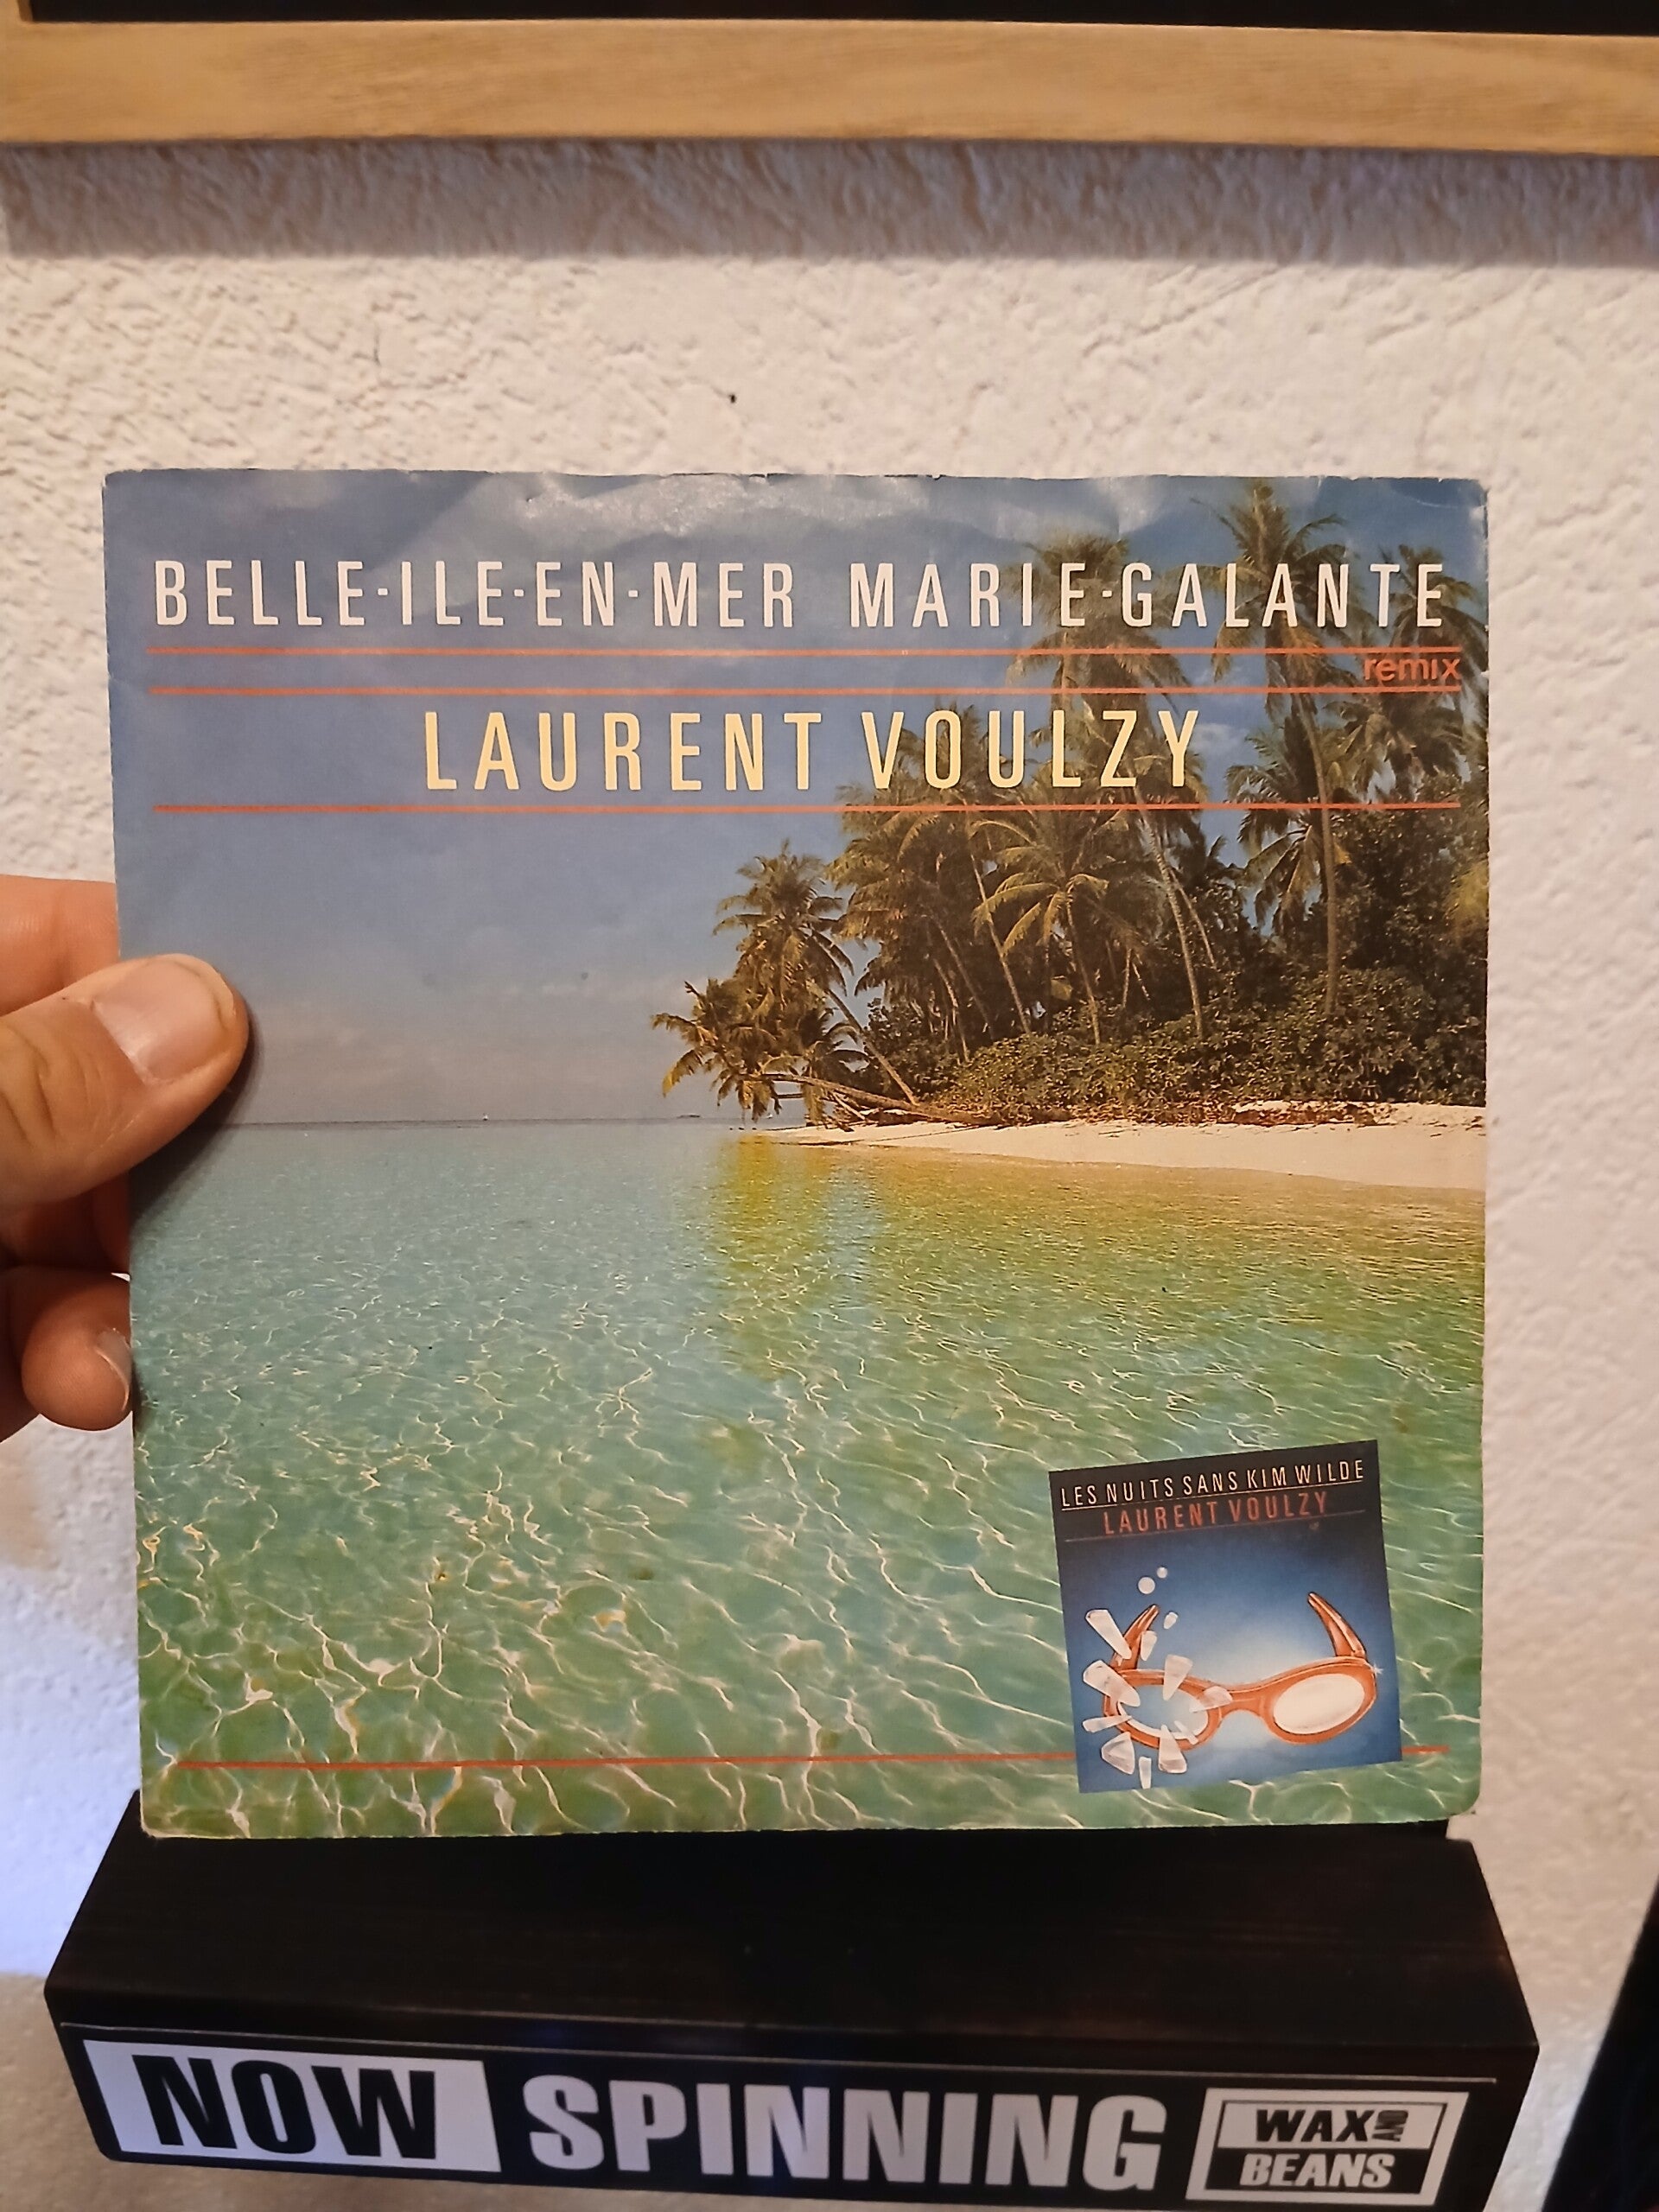 BELLE-ILE-EN-MER MARIE-GALANTE
remix
LAURENT VOULZY
LES NUITS SANS KIM WILDE
LAURENT VOULZY
NOW SPINNING
WAX AND
BEANS